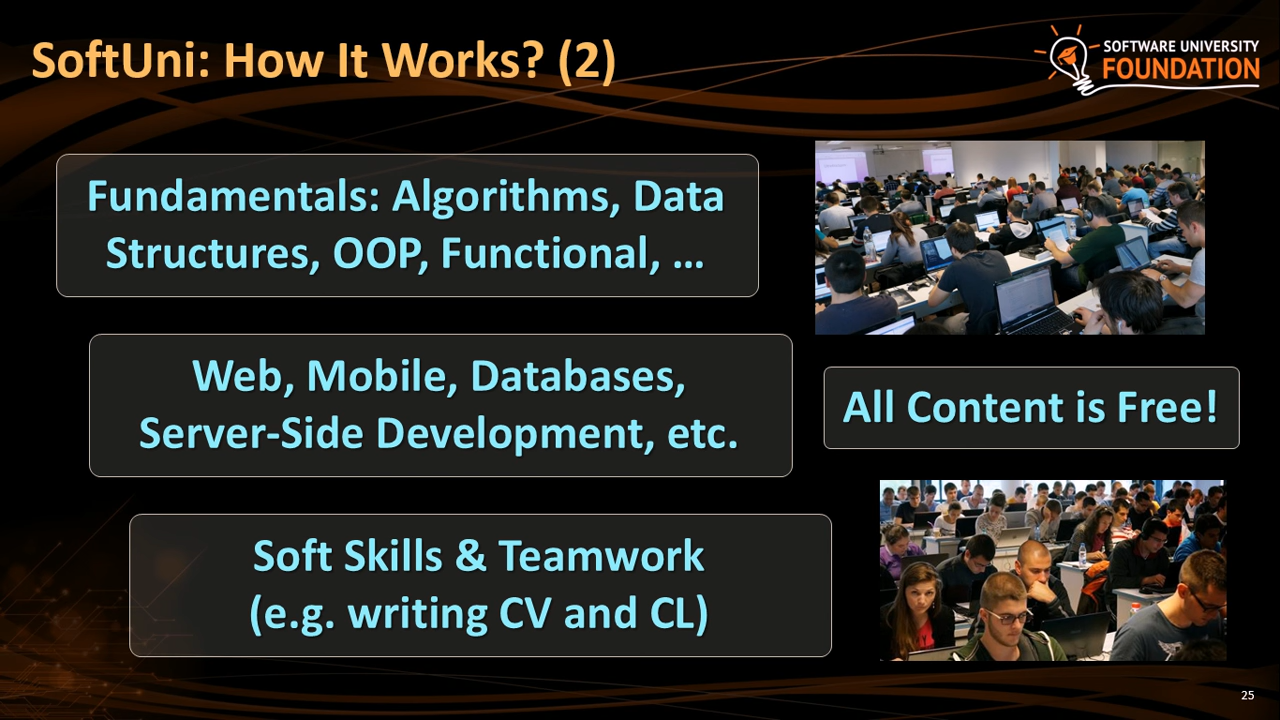 SoftUni: How It Works? (2)
SOFTWARE UNIVERSITY
FOUNDATION
Fundamentals: Algorithms, Data
Structures, OOP, Functional, …
Web, Mobile, Databases,
Server-Side Development, etc.
All Content is Free!
Soft Skills & Teamwork
(e.g. writing CV and CL)
25